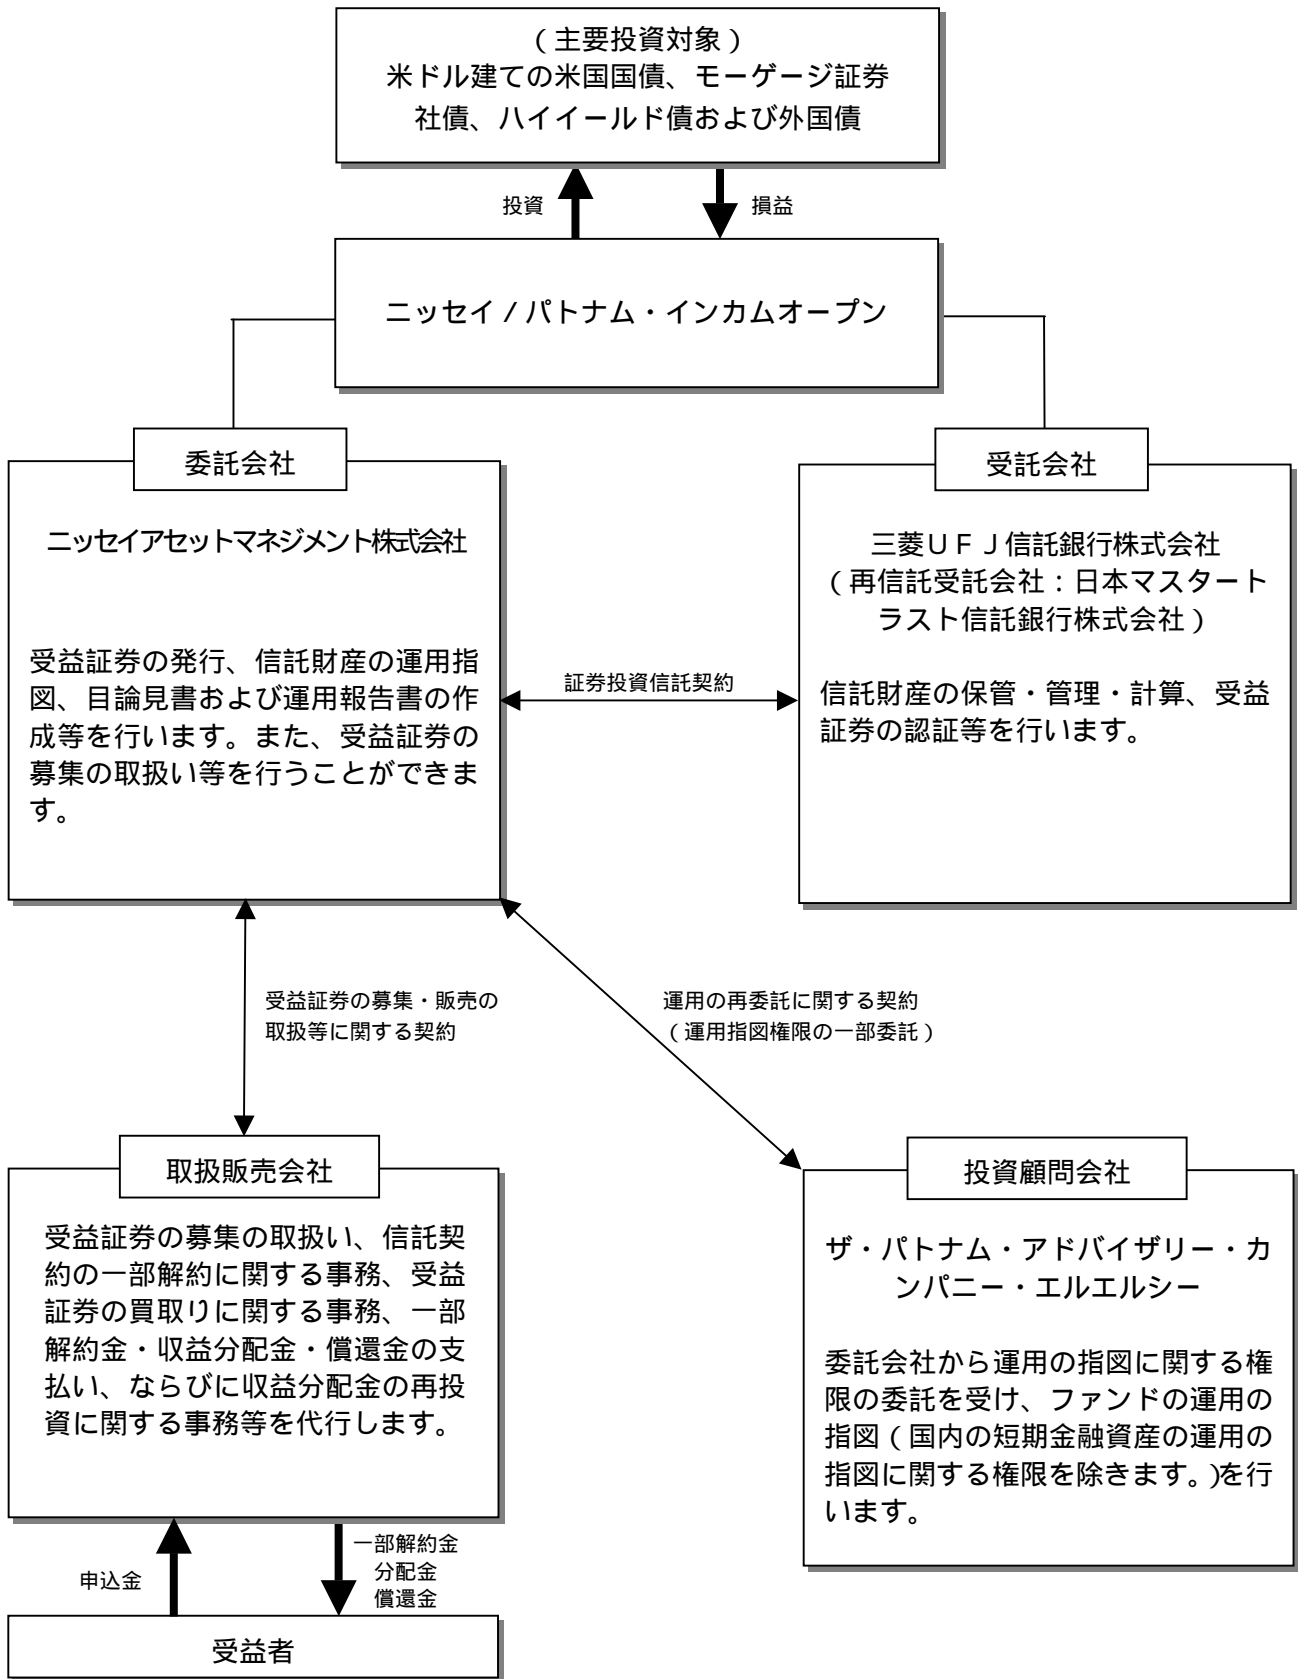 （主要投資対象）
米ドル建ての米国国債、モーゲージ証券
社債、ハイイールド債および外国債
投資
損益
ニッセイ／パトナム・インカムオープン
委託会社
ニッセイアセットマネジメント株式会社
受益証券の発行、信託財産の運用指
図、目論見書および運用報告書の作
成等を行います。また、受益証券の
募集の取扱い等を行うことができま
す。
証券投資信託契約
受託会社
三菱ＵＦＪ信託銀行株式会社
（再信託受託会社：日本マスタート
ラスト信託銀行株式会社）
信託財産の保管・管理・計算、受益
証券の認証等を行います。
受益証券の募集・販売の
取扱等に関する契約
運用の再委託に関する契約
（運用指図権限の一部委託）
取扱販売会社
受益証券の募集の取扱い、信託契
約の一部解約に関する事務、受益
証券の買取りに関する事務、一部
解約金・収益分配金・償還金の支
払い、ならびに収益分配金の再投
資に関する事務等を代行します。
投資顧問会社
ザ・パトナム・アドバイザリー・カ
ンパニー・エルエルシー
委託会社から運用の指図に関する権
限の委託を受け、ファンドの運用の
指図（国内の短期金融資産の運用の
指図に関する権限を除きます。）を行
います。
申込金
一部解約金
分配金
償還金
受益者